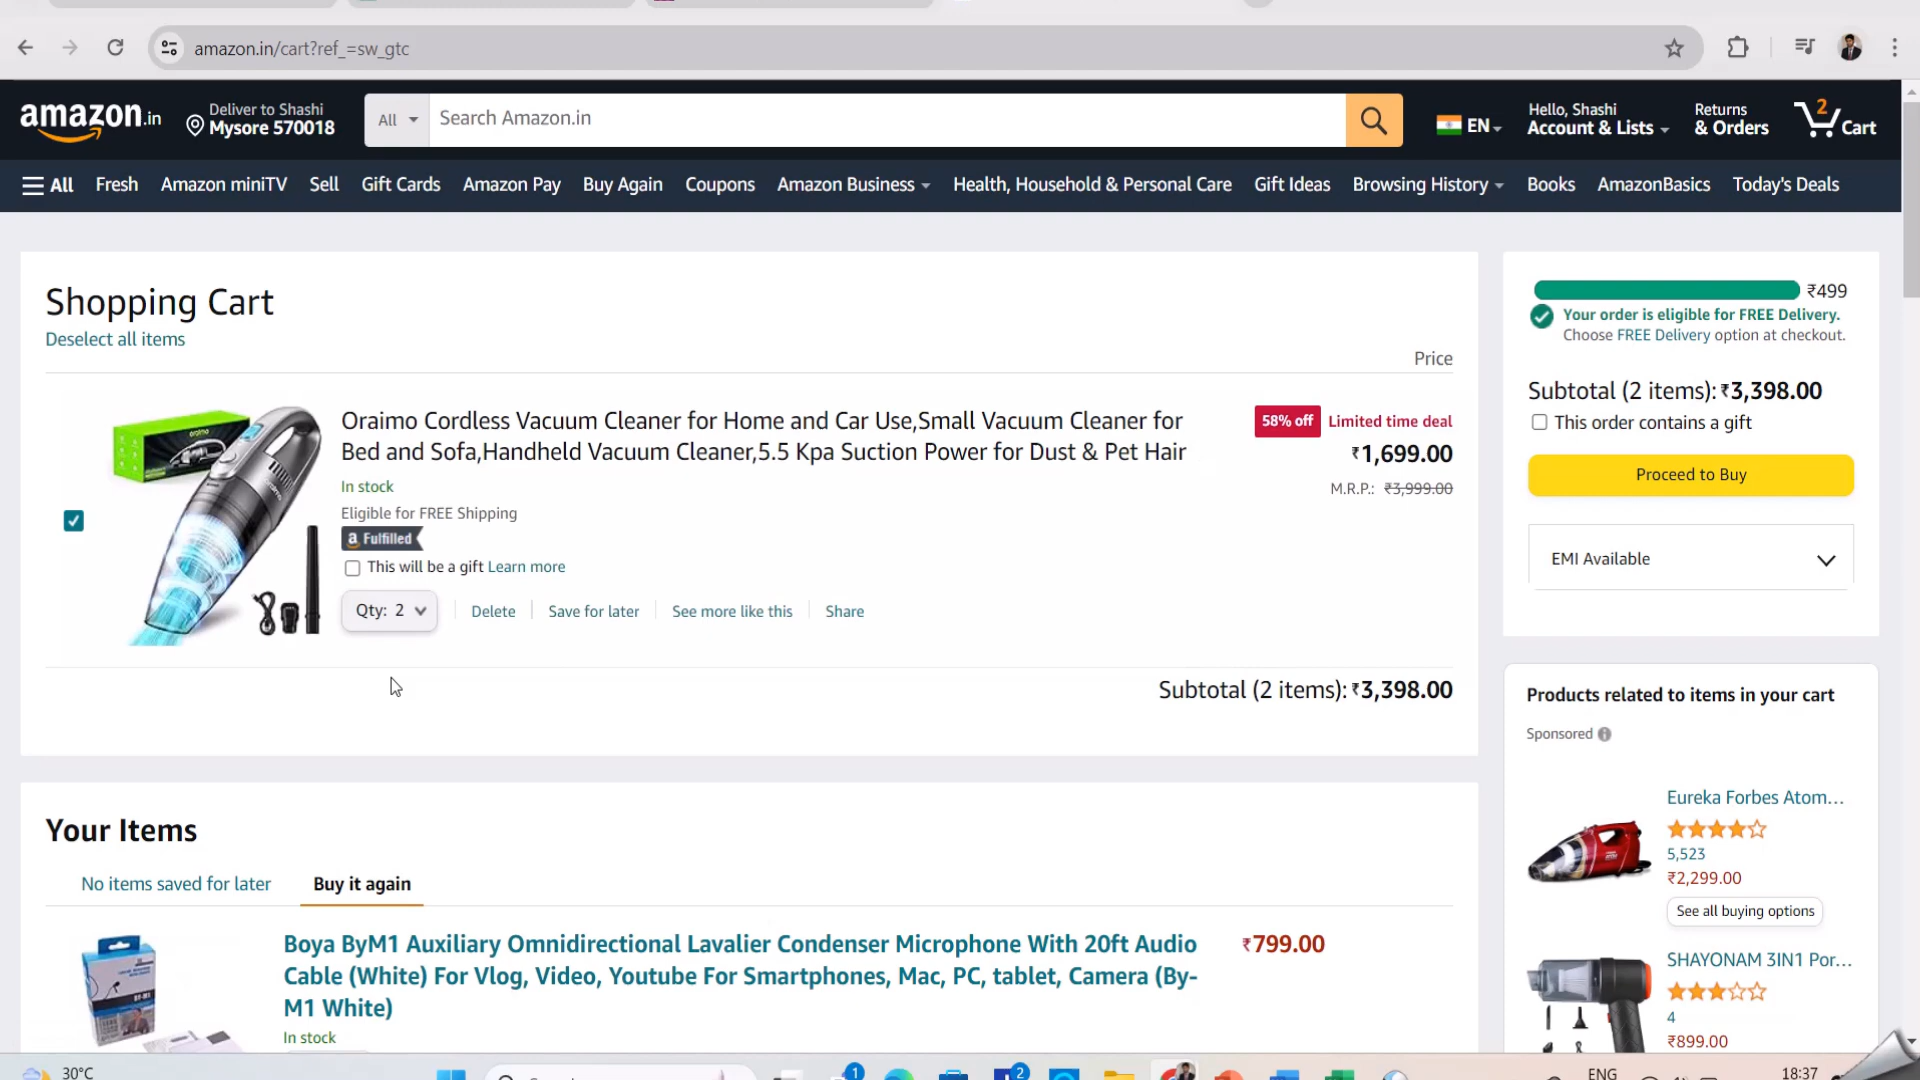 amazon.in/cart?ref_=sw_gtc
amazon.in
Deliver to Shashi
Mysore 570018
All
Search Amazon.in
EN
Hello, Shashi
Account & Lists
Returns
& Orders
2
Cart
All
Fresh
Amazon miniTV
Sell
Gift Cards
Amazon Pay
Buy Again
Coupons
Amazon Business
Health, Household & Personal Care
Gift Ideas
Browsing History
Books
AmazonBasics
Today's Deals
Shopping Cart
Deselect all items
Price
oraimo
Oraimo Cordless Vacuum Cleaner for Home and Car Use,Small Vacuum Cleaner for
Bed and Sofa,Handheld Vacuum Cleaner,5.5 Kpa Suction Power for Dust & Pet Hair
58% off Limited time deal
₹1,699.00
M.R.P.: ₹3,999.00
In stock
Eligible for FREE Shipping
a Fulfilled
This will be a gift Learn more
Qty: 2
Delete
Save for later
See more like this
Share
Subtotal (2 items): ₹3,398.00
₹499
Your order is eligible for FREE Delivery.
Choose FREE Delivery option at checkout.
Subtotal (2 items): ₹3,398.00
This order contains a gift
Proceed to Buy
EMI Available
Products related to items in your cart
Sponsored
Eureka Forbes Atom...
5,523
₹2,299.00
See all buying options
SHAYONAM 3IN1 Por...
4
₹899.00
Your Items
No items saved for later
Buy it again
BY-M1
Boya ByM1 Auxiliary Omnidirectional Lavalier Condenser Microphone With 20ft Audio
Cable (White) For Vlog, Video, Youtube For Smartphones, Mac, PC, tablet, Camera (By-
M1 White)
₹799.00
In stock
30°C
1
2
ENG
18:37